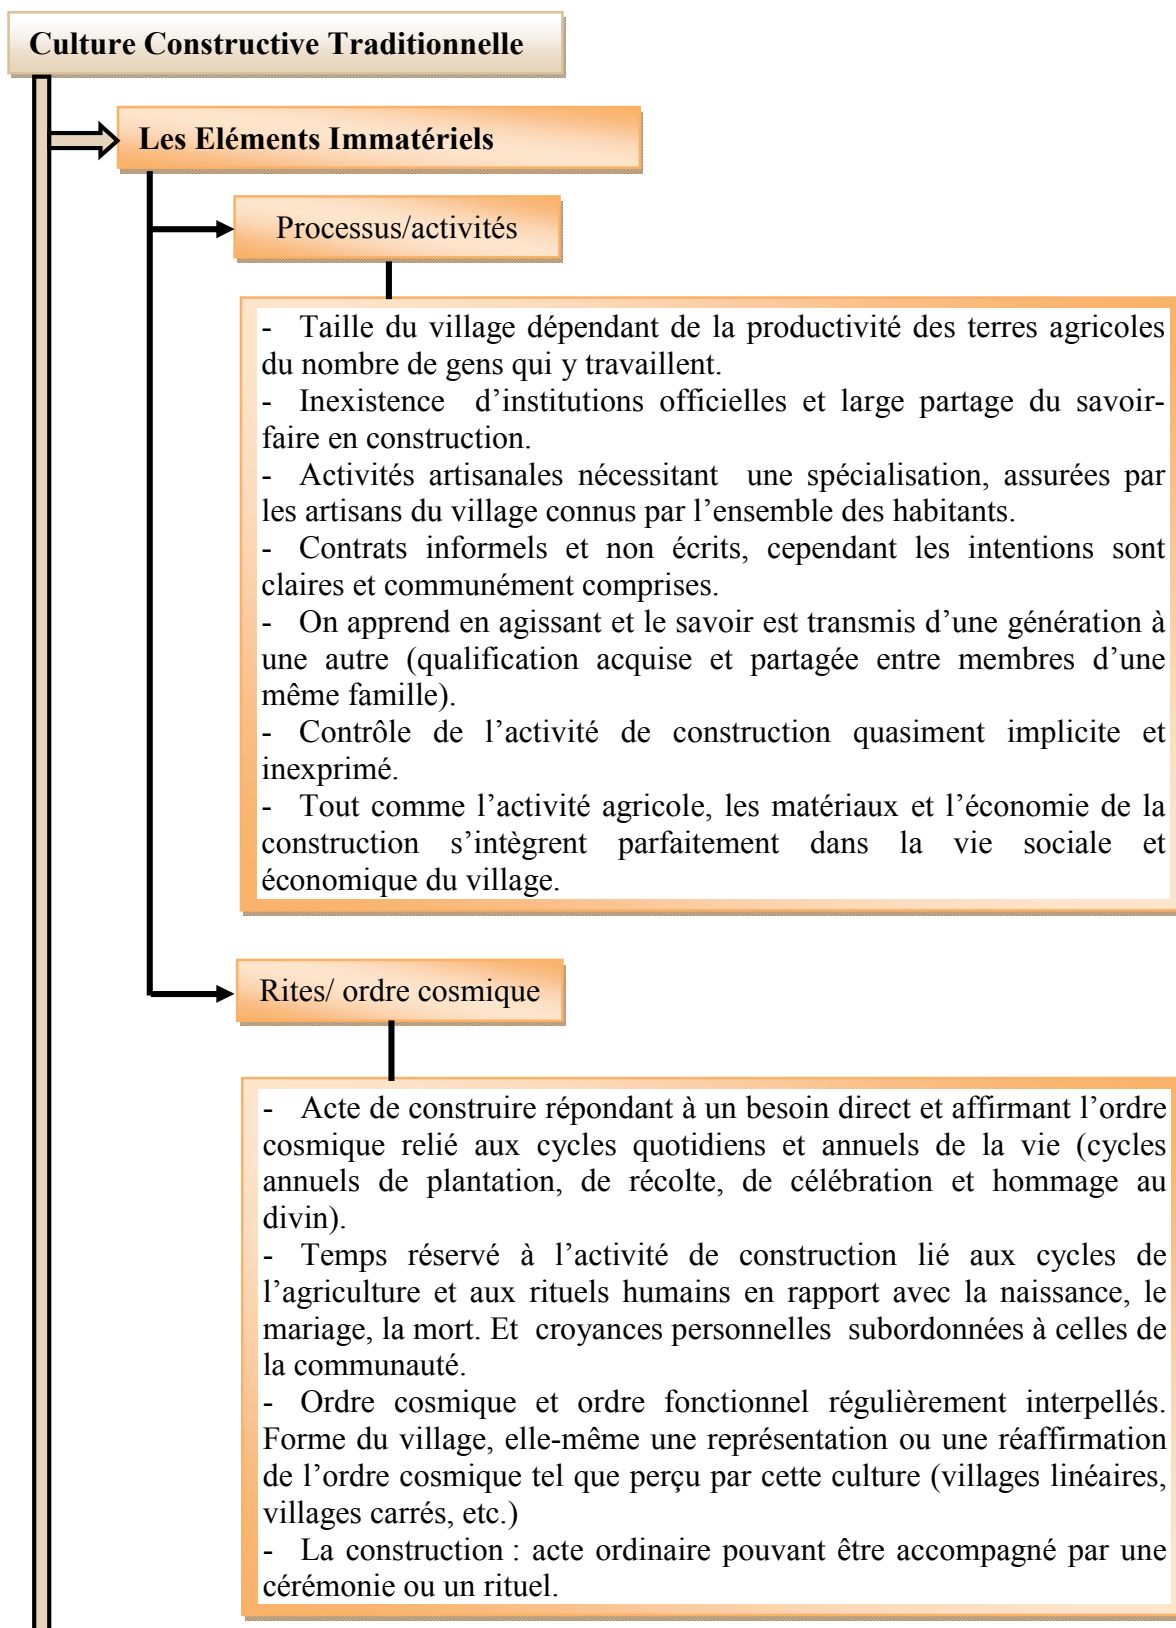 Culture Constructive Traditionnelle
Les Eléments Immatériels
Processus/activités
- Taille du village dépendant de la productivité des terres agricoles
du nombre de gens qui y travaillent.
- Inexistence d’institutions officielles et large partage du savoir-
faire en construction.
- Activités artisanales nécessitant une spécialisation, assurées par
les artisans du village connus par l’ensemble des habitants.
- Contrats informels et non écrits, cependant les intentions sont
claires et communément comprises.
- On apprend en agissant et le savoir est transmis d’une génération à
une autre (qualification acquise et partagée entre membres d’une
même famille).
- Contrôle de l’activité de construction quasiment implicite et
inexprimé.
- Tout comme l’activité agricole, les matériaux et l’économie de la
construction s’intègrent parfaitement dans la vie sociale et
économique du village.
Rites/ ordre cosmique
- Acte de construire répondant à un besoin direct et affirmant l’ordre
cosmique relié aux cycles quotidiens et annuels de la vie (cycles
annuels de plantation, de récolte, de célébration et hommage au
divin).
- Temps réservé à l’activité de construction lié aux cycles de
l’agriculture et aux rituels humains en rapport avec la naissance, le
mariage, la mort. Et croyances personnelles subordonnées à celles de
la communauté.
- Ordre cosmique et ordre fonctionnel régulièrement interpellés.
Forme du village, elle-même une représentation ou une réaffirmation
de l’ordre cosmique tel que perçu par cette culture (villages linéaires,
villages carrés, etc.)
- La construction : acte ordinaire pouvant être accompagné par une
cérémonie ou un rituel.